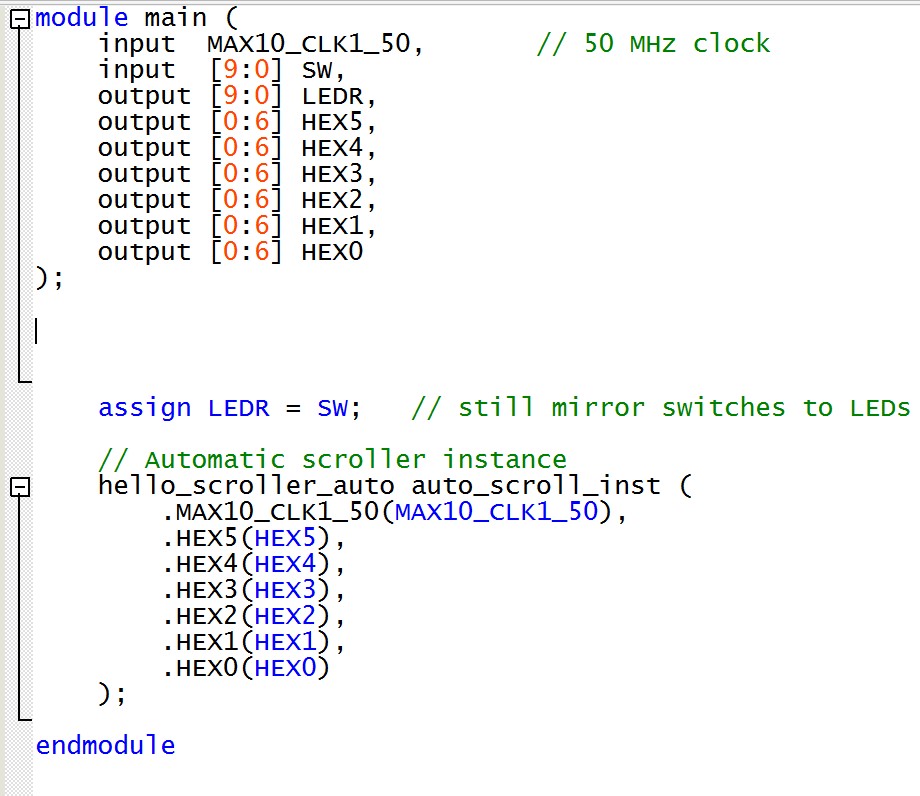 module main (
    input  MAX10_CLK1_50,       // 50 MHz clock
    input  [9:0] SW,
    output [9:0] LEDR,
    output [0:6] HEX5,
    output [0:6] HEX4,
    output [0:6] HEX3,
    output [0:6] HEX2,
    output [0:6] HEX1,
    output [0:6] HEX0
);
    assign LEDR = SW;   // still mirror switches to LEDs
    // Automatic scroller instance
    hello_scroller_auto auto_scroll_inst (
        .MAX10_CLK1_50(MAX10_CLK1_50),
        .HEX5(HEX5),
        .HEX4(HEX4),
        .HEX3(HEX3),
        .HEX2(HEX2),
        .HEX1(HEX1),
        .HEX0(HEX0)
    );
endmodule